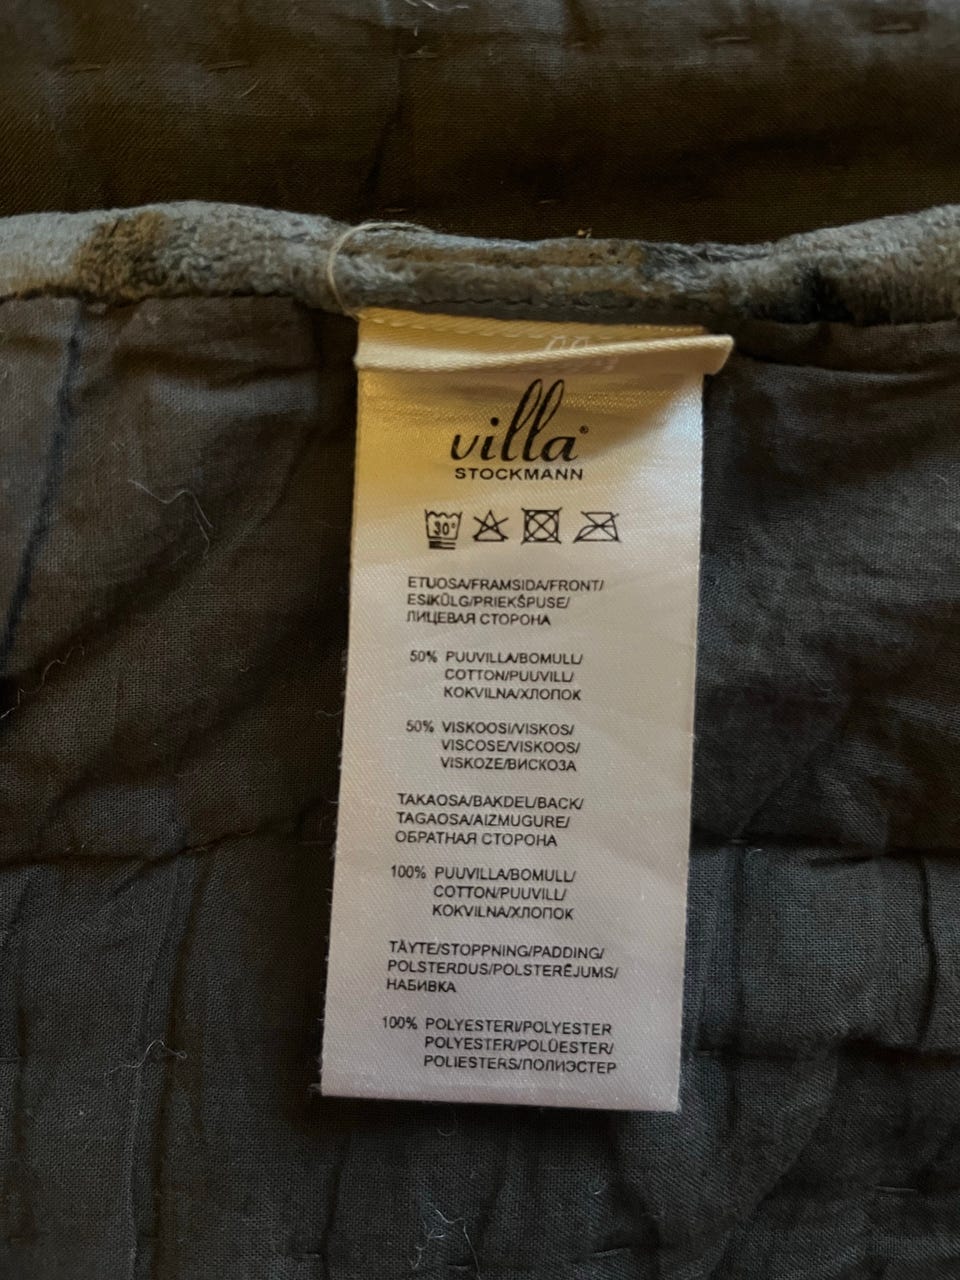 villa®
STOCKMANN
30°
ETUOSA/FRAMSIDA/FRONT/
ESIKÜLG/PRIEKŠPUSE/
ЛИЦЕВАЯ СТОРОНА
50% PUUVILLA/BOMULL/
COTTON/PUUVILL/
KOKVILNA/ХЛОПОК
50% VISKOOSI/VISKOS/
VISCOSE/VISKOOS/
VISKOZE/ВИСКОЗА
TAKAOSA/BAKDEL/BACK/
TAGAOSA/AIZMUGURE/
ОБРАТНАЯ СТОРОНА
100% PUUVILLA/BOMULL/
COTTON/PUUVILL/
KOKVILNA/ХЛОПОК
TÄYTE/STOPPNING/PADDING/
POLSTERDUS/POLSTERĒJUMS/
НАБИВКА
100% POLYESTERI/POLYESTER
POLYESTER/POLÜESTER/
POLIESTERS/ПОЛИЭСТЕР